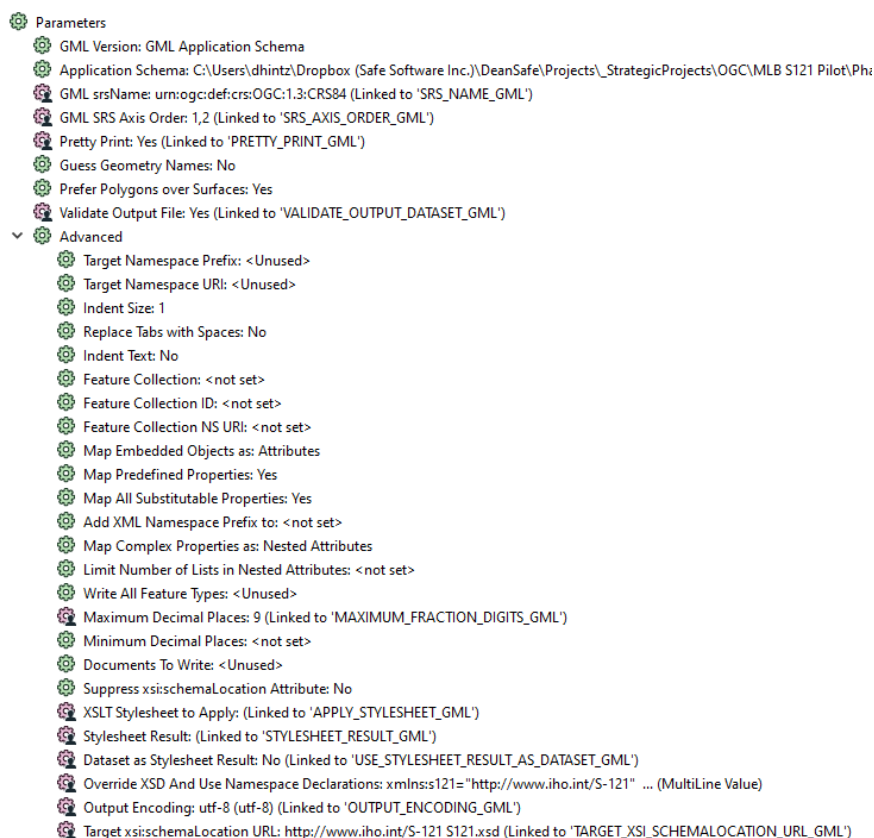 Parameters
GML Version: GML Application Schema
Application Schema: C:\Users\dhintz\Dropbox (Safe Software Inc.)\DeanSafe\Projects\_StrategicProjects\OGC\MLB S121 Pilot\Pha
GML srsName: urn:ogc:def:crs:OGC:1.3:CRS84 (Linked to 'SRS_NAME_GML')
GML SRS Axis Order: 1,2 (Linked to 'SRS_AXIS_ORDER_GML')
Pretty Print: Yes (Linked to 'PRETTY_PRINT_GML')
Guess Geometry Names: No
Prefer Polygons over Surfaces: Yes
Validate Output File: Yes (Linked to 'VALIDATE_OUTPUT_DATASET_GML')
Advanced
Target Namespace Prefix: <Unused>
Target Namespace URI: <Unused>
Indent Size: 1
Replace Tabs with Spaces: No
Indent Text: No
Feature Collection: <not set>
Feature Collection ID: <not set>
Feature Collection NS URI: <not set>
Map Embedded Objects as: Attributes
Map Predefined Properties: Yes
Map All Substitutable Properties: Yes
Add XML Namespace Prefix to: <not set>
Map Complex Properties as: Nested Attributes
Limit Number of Lists in Nested Attributes: <not set>
Write All Feature Types: <Unused>
Maximum Decimal Places: 9 (Linked to 'MAXIMUM_FRACTION_DIGITS_GML')
Minimum Decimal Places: <not set>
Documents To Write: <Unused>
Suppress xsi:schemaLocation Attribute: No
XSLT Stylesheet to Apply: (Linked to 'APPLY_STYLESHEET_GML')
Stylesheet Result: (Linked to 'STYLESHEET_RESULT_GML')
Dataset as Stylesheet Result: No (Linked to 'USE_STYLESHEET_RESULT_AS_DATASET_GML')
Override XSD And Use Namespace Declarations: xmlns:s121="http://www.iho.int/S-121" ... (MultiLine Value)
Output Encoding: utf-8 (utf-8) (Linked to 'OUTPUT_ENCODING_GML')
Target xsi:schemaLocation URL: http://www.iho.int/S-121 S121.xsd (Linked to 'TARGET_XSI_SCHEMALOCATION_URL_GML')